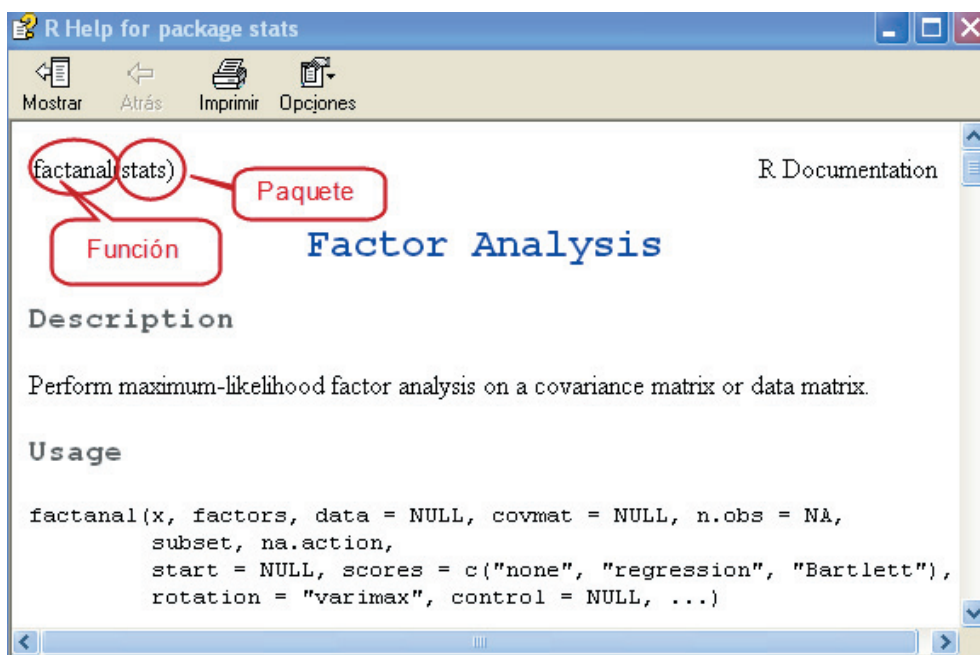 R Help for package stats
Mostrar Atrás Imprimir Opciones
factanal(stats) R Documentation
Paquete
Función
Factor Analysis
Description
Perform maximum-likelihood factor analysis on a covariance matrix or data matrix.
Usage
factanal(x, factors, data = NULL, covmat = NULL, n.obs = NA,
subset, na.action,
start = NULL, scores = c("none", "regression", "Bartlett"),
rotation = "varimax", control = NULL, ...)